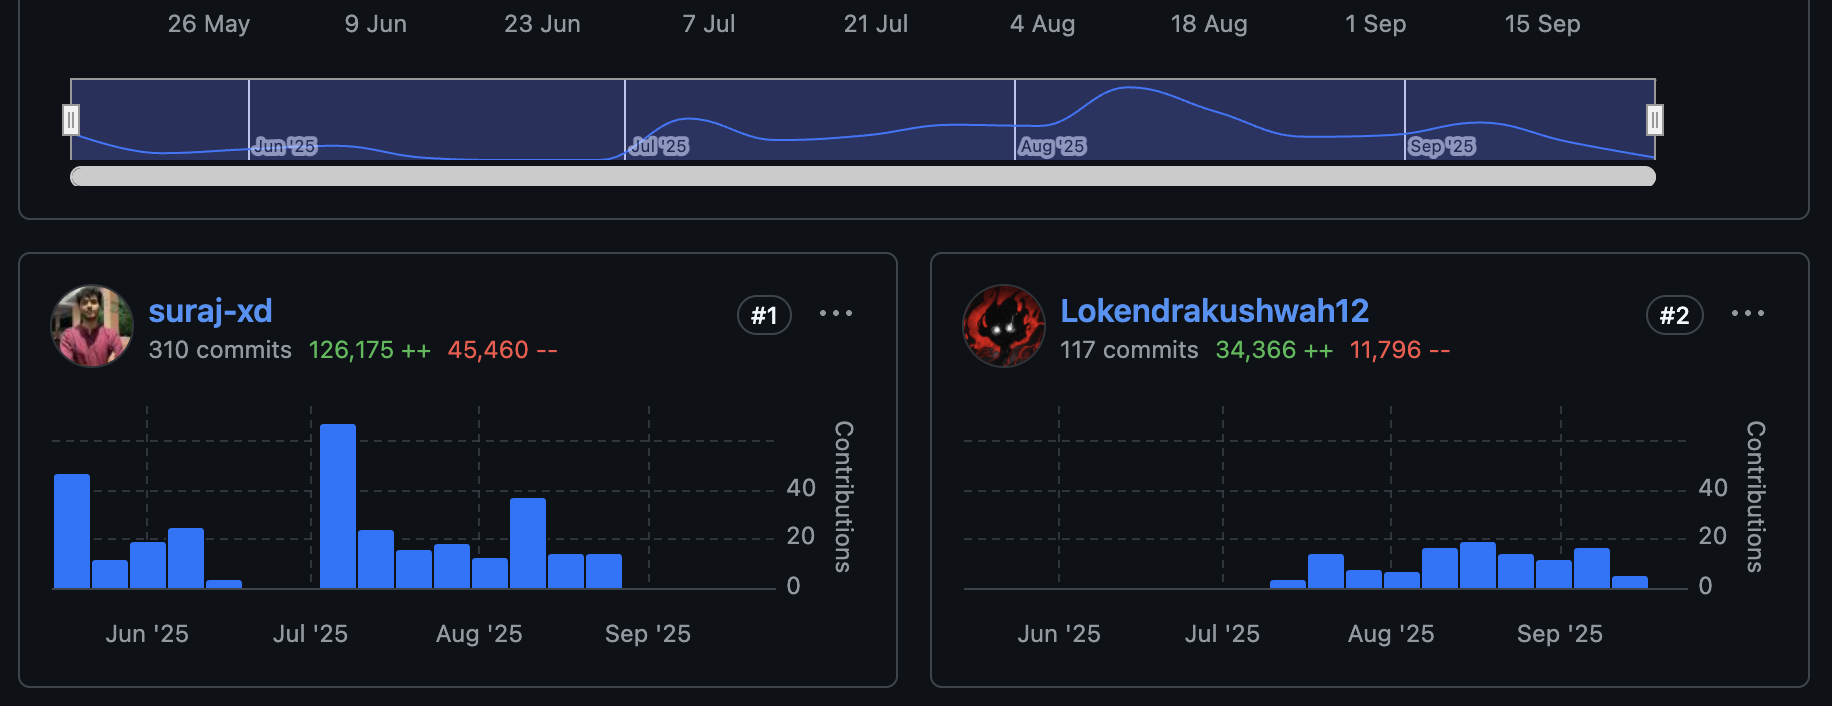 26 May 9 Jun 23 Jun 7 Jul 21 Jul 4 Aug 18 Aug 1 Sep 15 Sep
Jun '25 Jul '25 Aug '25 Sep '25
suraj-xd #1
310 commits 126,175 ++ 45,460 --
Contributions
40
20
0
Jun '25 Jul '25 Aug '25 Sep '25
Lokendrakushwah12 #2
117 commits 34,366 ++ 11,796 --
Contributions
40
20
0
Jun '25 Jul '25 Aug '25 Sep '25